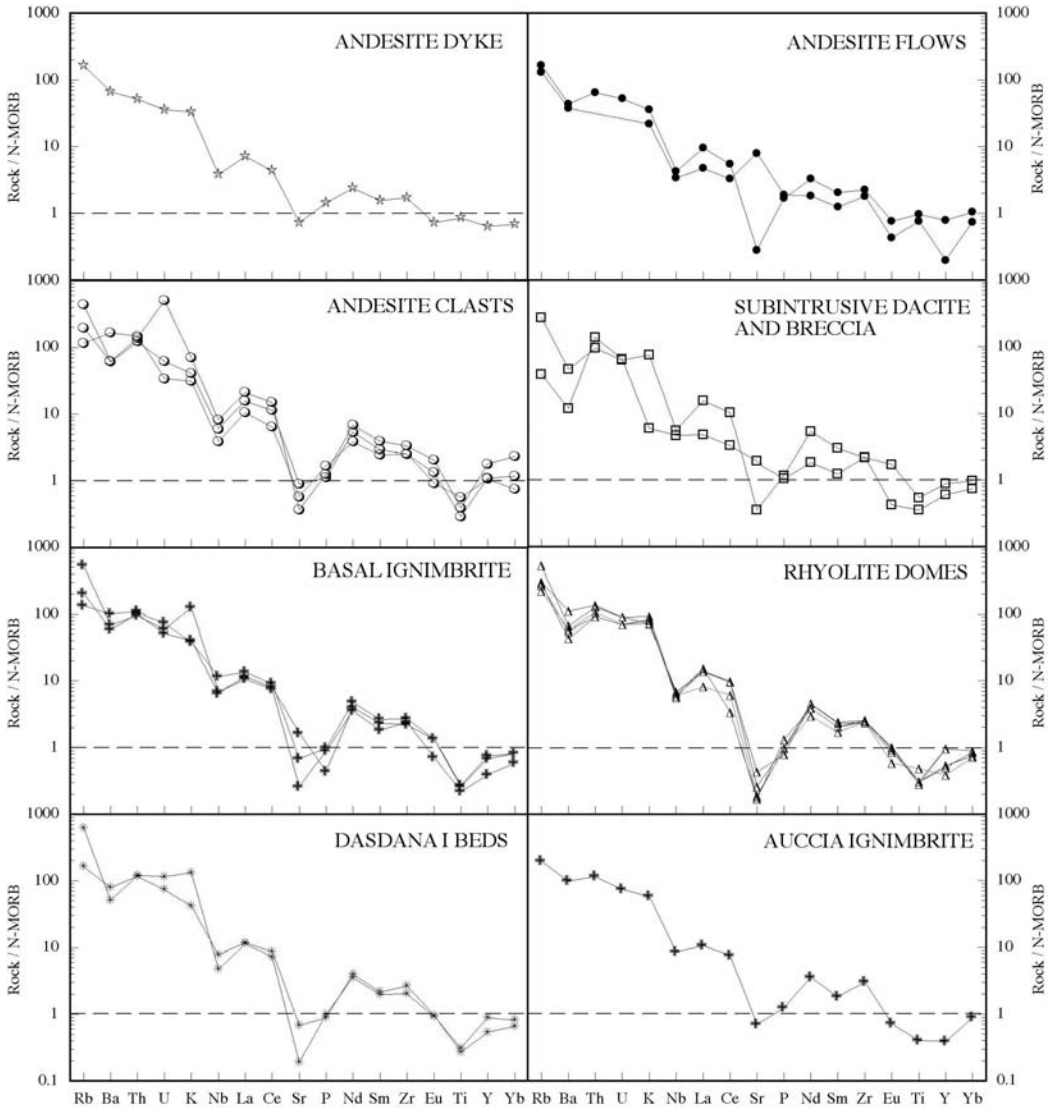 1000
ANDESITE DYKE
ANDESITE FLOWS
1000
100
100
10
10
1
1
Rock / N-MORB
Rock / N-MORB
1000
1000
ANDESITE CLASTS
SUBINTRUSIVE DACITE
AND BRECCIA
100
100
10
10
1
1
Rock / N-MORB
Rock / N-MORB
1000
1000
BASAL IGNIMBRITE
RHYOLITE DOMES
100
100
10
10
1
1
Rock / N-MORB
Rock / N-MORB
1000
1000
DASDANA I BEDS
AUCCIA IGNIMBRITE
100
100
10
10
1
1
Rock / N-MORB
Rock / N-MORB
0.1
0.1
Rb Ba Th U K Nb La Ce Sr P Nd Sm Zr Eu Ti Y Yb
Rb Ba Th U K Nb La Ce Sr P Nd Sm Zr Eu Ti Y Yb